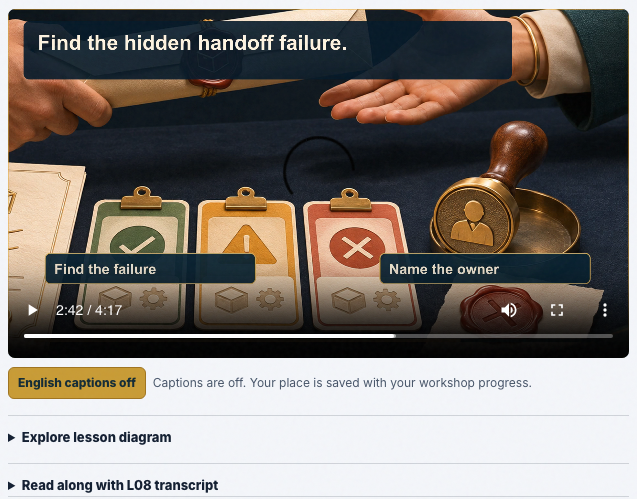 Find the hidden handoff failure.
Find the failure
Name the owner
2:42 / 4:17
English captions off
Captions are off. Your place is saved with your workshop progress.
Explore lesson diagram
Read along with L08 transcript